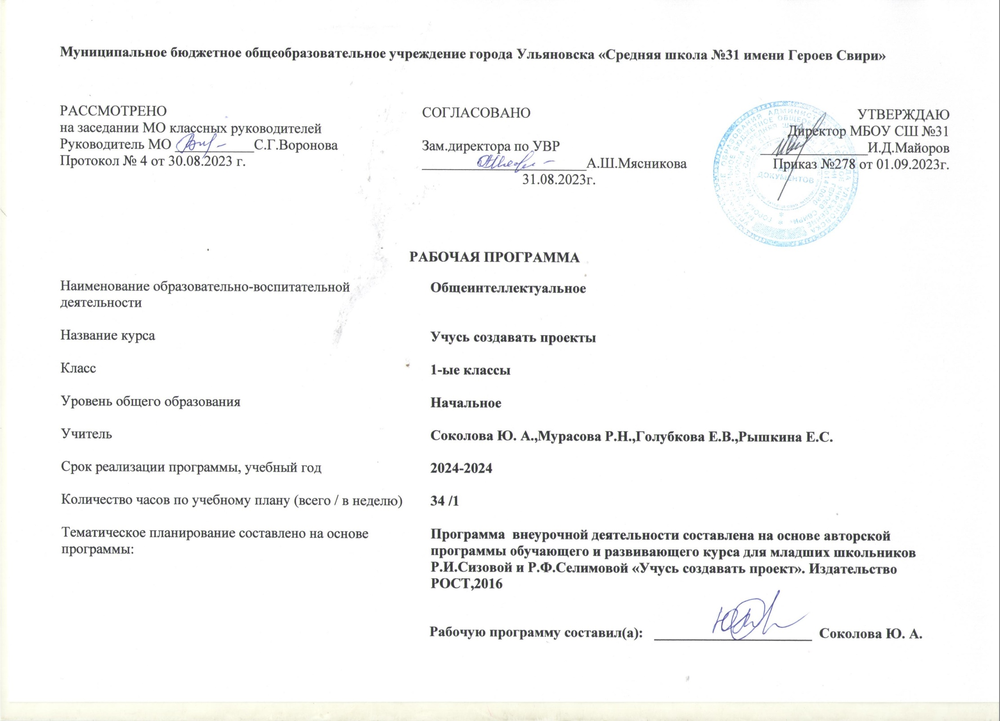 Муниципальное бюджетное общеобразовательное учреждение города Ульяновска «Средняя школа №31 имени Героев Свири»
РАССМОТРЕНО
на заседании МО классных руководителей
Руководитель МО ____________С.Г.Воронова
Протокол № 4 от 30.08.2023 г.
СОГЛАСОВАНО
Зам.директора по УВР
________________________А.Ш.Мясникова
31.08.2023г.
УТВЕРЖДАЮ
Директор МБОУ СШ №31
________________И.Д.Майоров
Приказ №278 от 01.09.2023г.
ДОКУМЕНТОВ
РАБОЧАЯ ПРОГРАММА
Наименование образовательно-воспитательной Общеинтеллектуальное
деятельности
Название курса Учусь создавать проекты
Класс 1-ые классы
Уровень общего образования Начальное
Учитель Соколова Ю. А.,Мурасова Р.Н.,Голубкова Е.В.,Рышкина Е.С.
Срок реализации программы, учебный год 2024-2024
Количество часов по учебному плану (всего / в неделю) 34 /1
Тематическое планирование составлено на основе
программы:
Программа внеурочной деятельности составлена на основе авторской
программы обучающего и развивающего курса для младших школьников
Р.И.Сизовой и Р.Ф.Селимовой «Учусь создавать проект». Издательство
РОСТ,2016
Рабочую программу составил(а): ______________________ Соколова Ю. А.